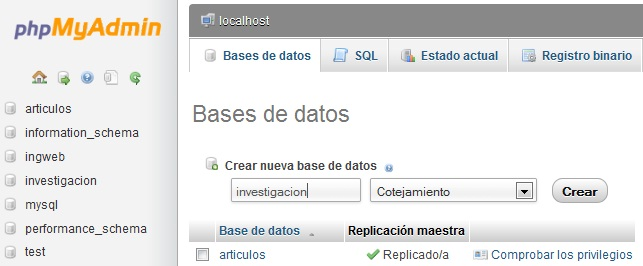 phpMyAdmin
articulos
information_schema
ingweb
investigacion
mysql
performance_schema
test
localhost
Bases de datos SQL Estado actual Registro binario
Bases de datos
Crear nueva base de datos
investigacion Cotejamiento Crear
Base de datos Replicación maestra
articulos Replicado/a Comprobar los privilegios